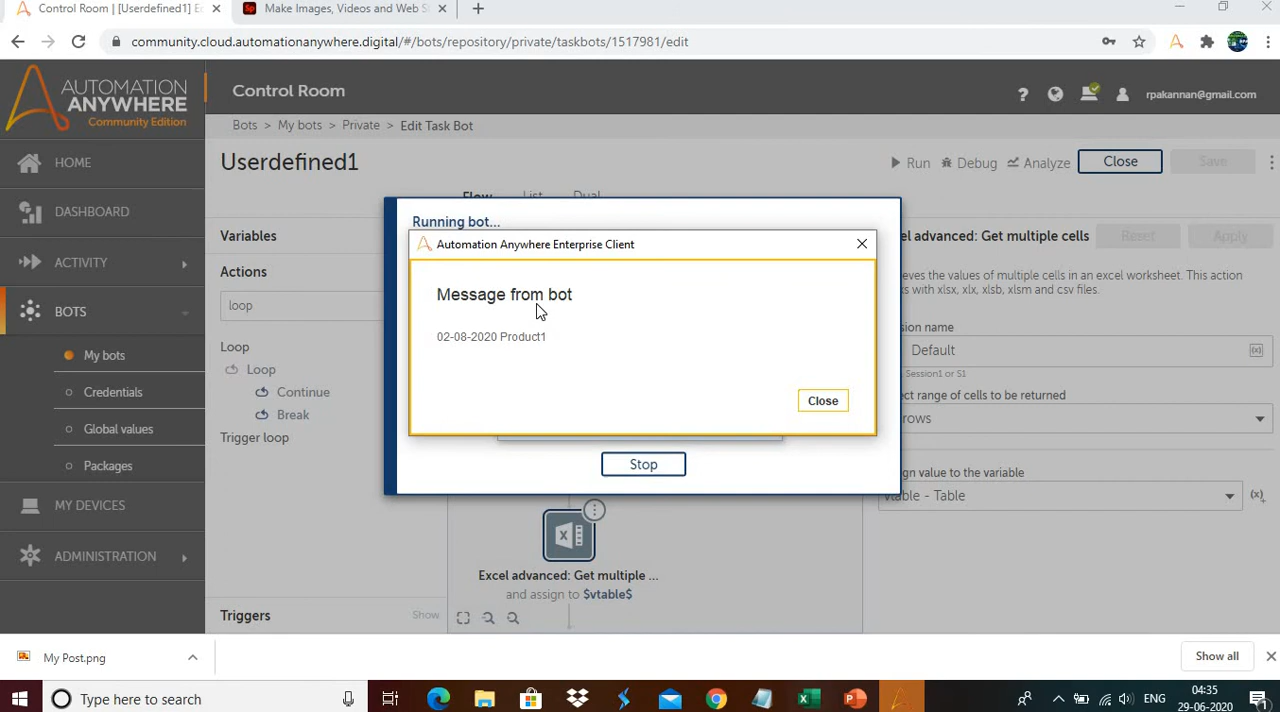 Control Room | [Userdefined1] Ed
Make Images, Videos and Web St
community.cloud.automationanywhere.digital/#/bots/repository/private/taskbots/1517981/edit
AUTOMATION
ANYWHERE
Community Edition
Control Room
rpakannan@gmail.com
Bots > My bots > Private > Edit Task Bot
HOME
Userdefined1
Run
Debug
Analyze
Close
Save
DASHBOARD
Flow
List
Dual
Running bot...
Variables
Automation Anywhere Enterprise Client
el advanced: Get multiple cells
Reset
Apply
ACTIVITY
Actions
eves the values of multiple cells in an excel worksheet. This action
s with xlsx, xlx, xlsb, xlsm and csv files.
loop
Message from bot
BOTS
sion name
02-08-2020 Product1
Loop
Default
My bots
Loop
Session1 or S1
Credentials
Continue
ct range of cells to be returned
Close
Break
rows
Global values
Trigger loop
Packages
Stop
gn value to the variable
vtable - Table
MY DEVICES
ADMINISTRATION
Excel advanced: Get multiple ...
and assign to $vtable$
Triggers
Show
My Post.png
Show all
Type here to search
ENG
04:35
29-06-2020
1